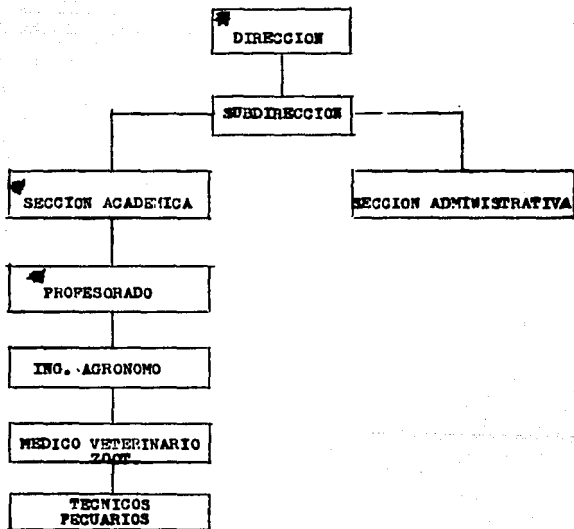 DIRECCION
SUBDIRECCION
SECCION ACADEMICA
SECCION ADMINISTRATIVA
PROFESORADO
ING. AGRONOMO
MEDICO VETERINARIO
ZOOT.
TECNICOS
PECUARIOS